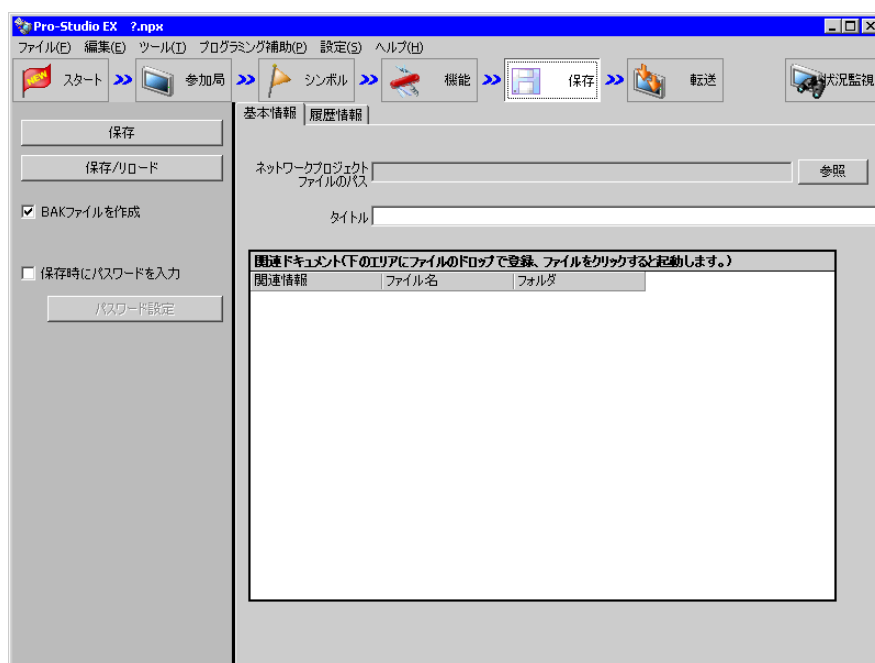 Pro-Studio EX ?.npx
ファイル(F) 編集(E) ツール(T) プログラミング補助(P) 設定(S) ヘルプ(H)
NEW スタート 参加局 シンボル 機能 保存 転送 状況監視
基本情報 履歴情報
保存
保存/リロード
BAKファイルを作成
保存時にパスワードを入力
パスワード設定
ネットワークプロジェクト
ファイルのパス
参照
タイトル
関連ドキュメント(下のエリアにファイルのドロップで登録、ファイルをクリックすると起動します。)
関連情報 ファイル名 フォルダ